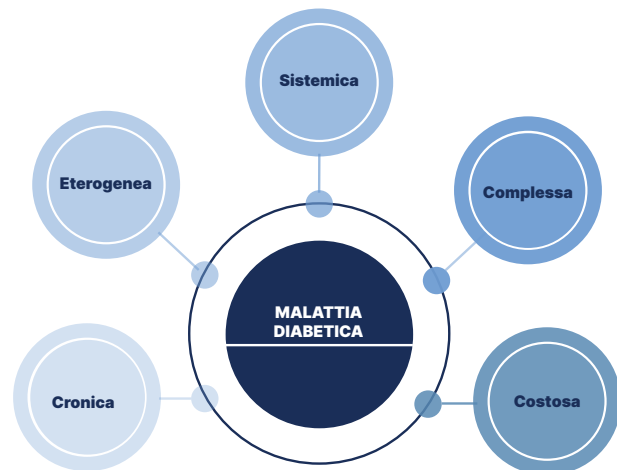 Sistemica
Eterogenea
Complessa
MALATTIA
DIABETICA
Cronica
Costosa